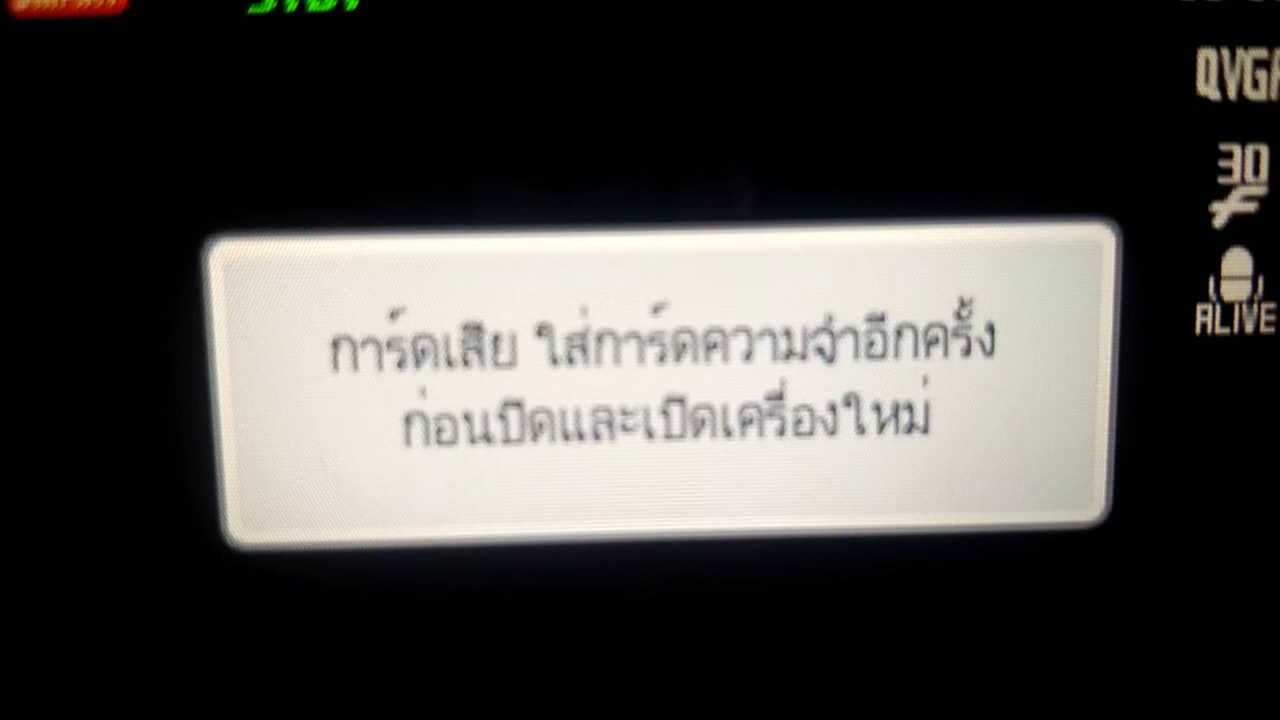 QVGA
30
F
ALIVE
การ์ดเสีย ใส่การ์ดความจำอีกครั้ง
ก่อนปิดและเปิดเครื่องใหม่